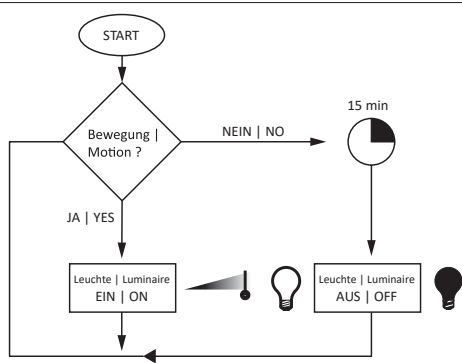 START
Bewegung |
Motion ?
NEIN | NO
15 min
JA | YES
Leuchte | Luminaire
EIN | ON
Leuchte | Luminaire
AUS | OFF